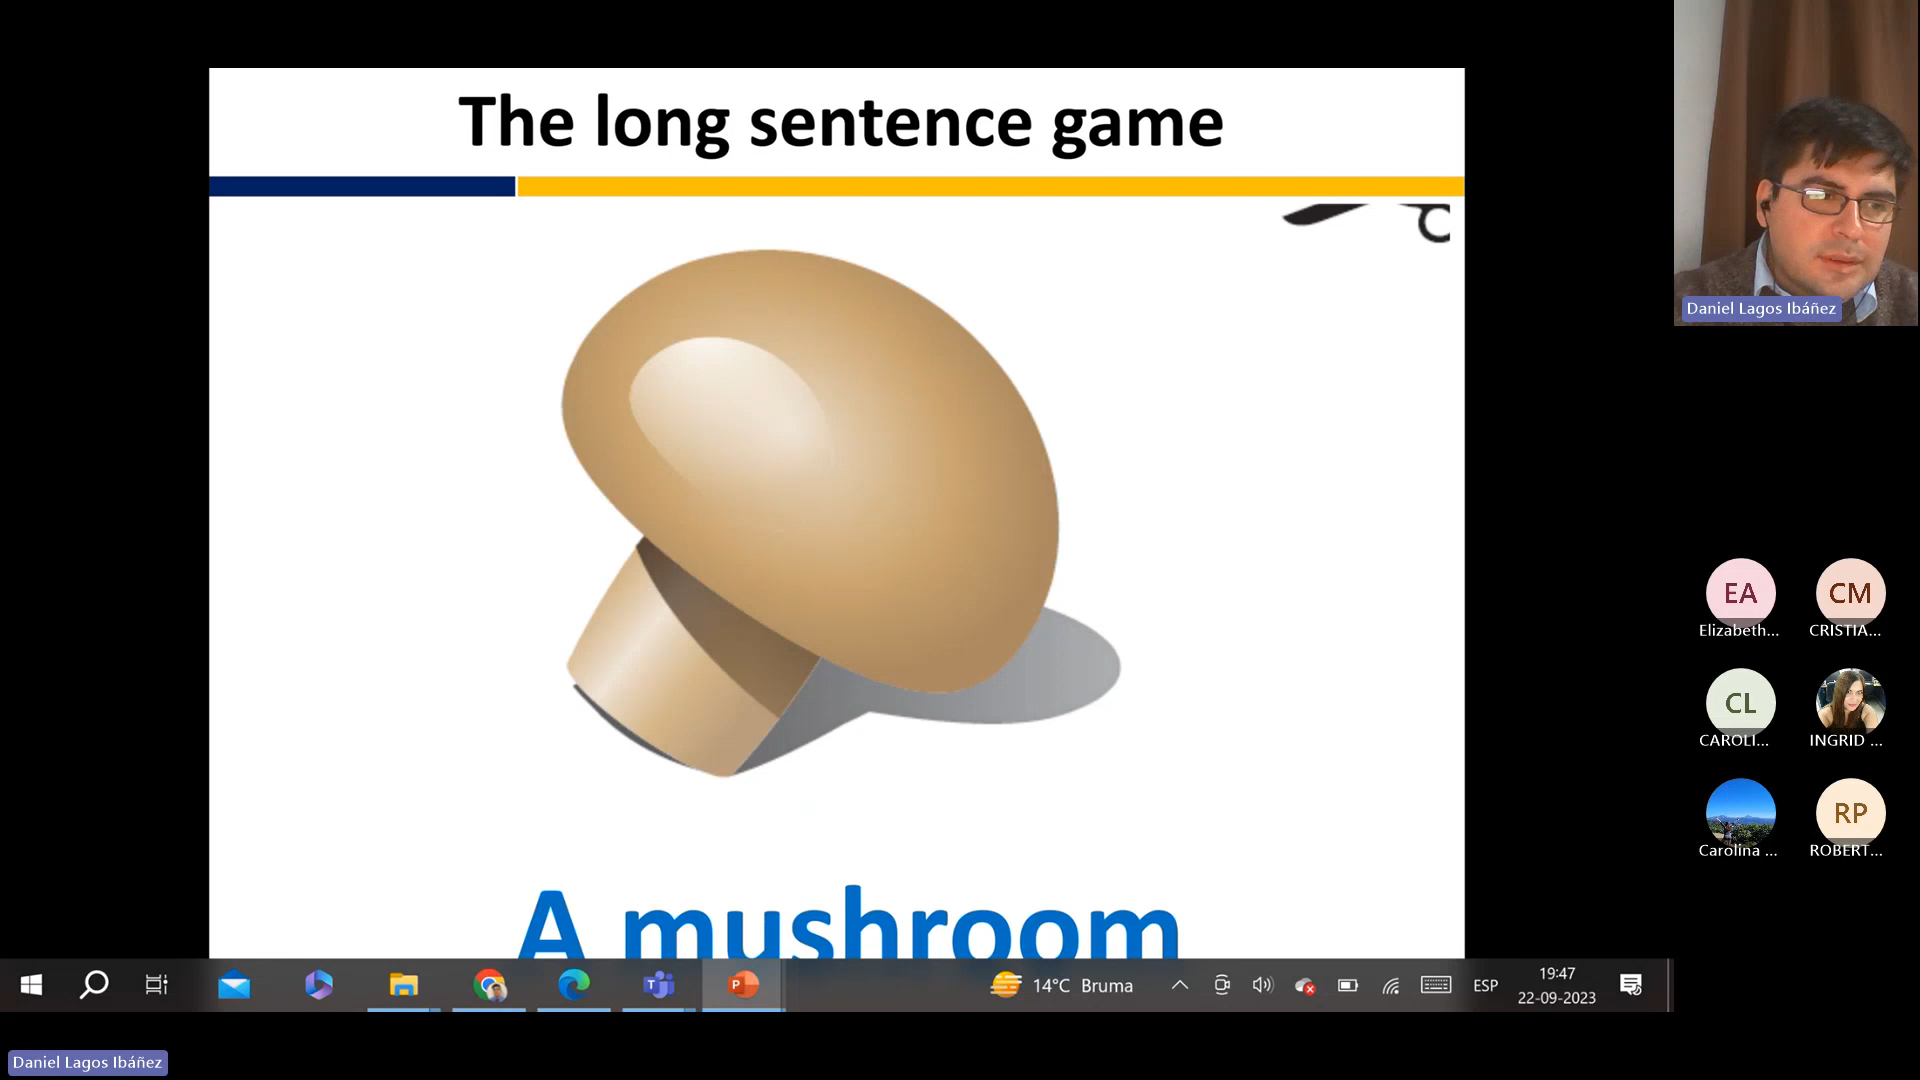 The long sentence game
A mushroom
Daniel Lagos Ibáñez
EA
Elizabeth...
CM
CRISTIA...
CL
CAROLI...
INGRID ...
Carolina ...
RP
ROBERT...
14°C Bruma
ESP
19:47
22-09-2023
Daniel Lagos Ibáñez